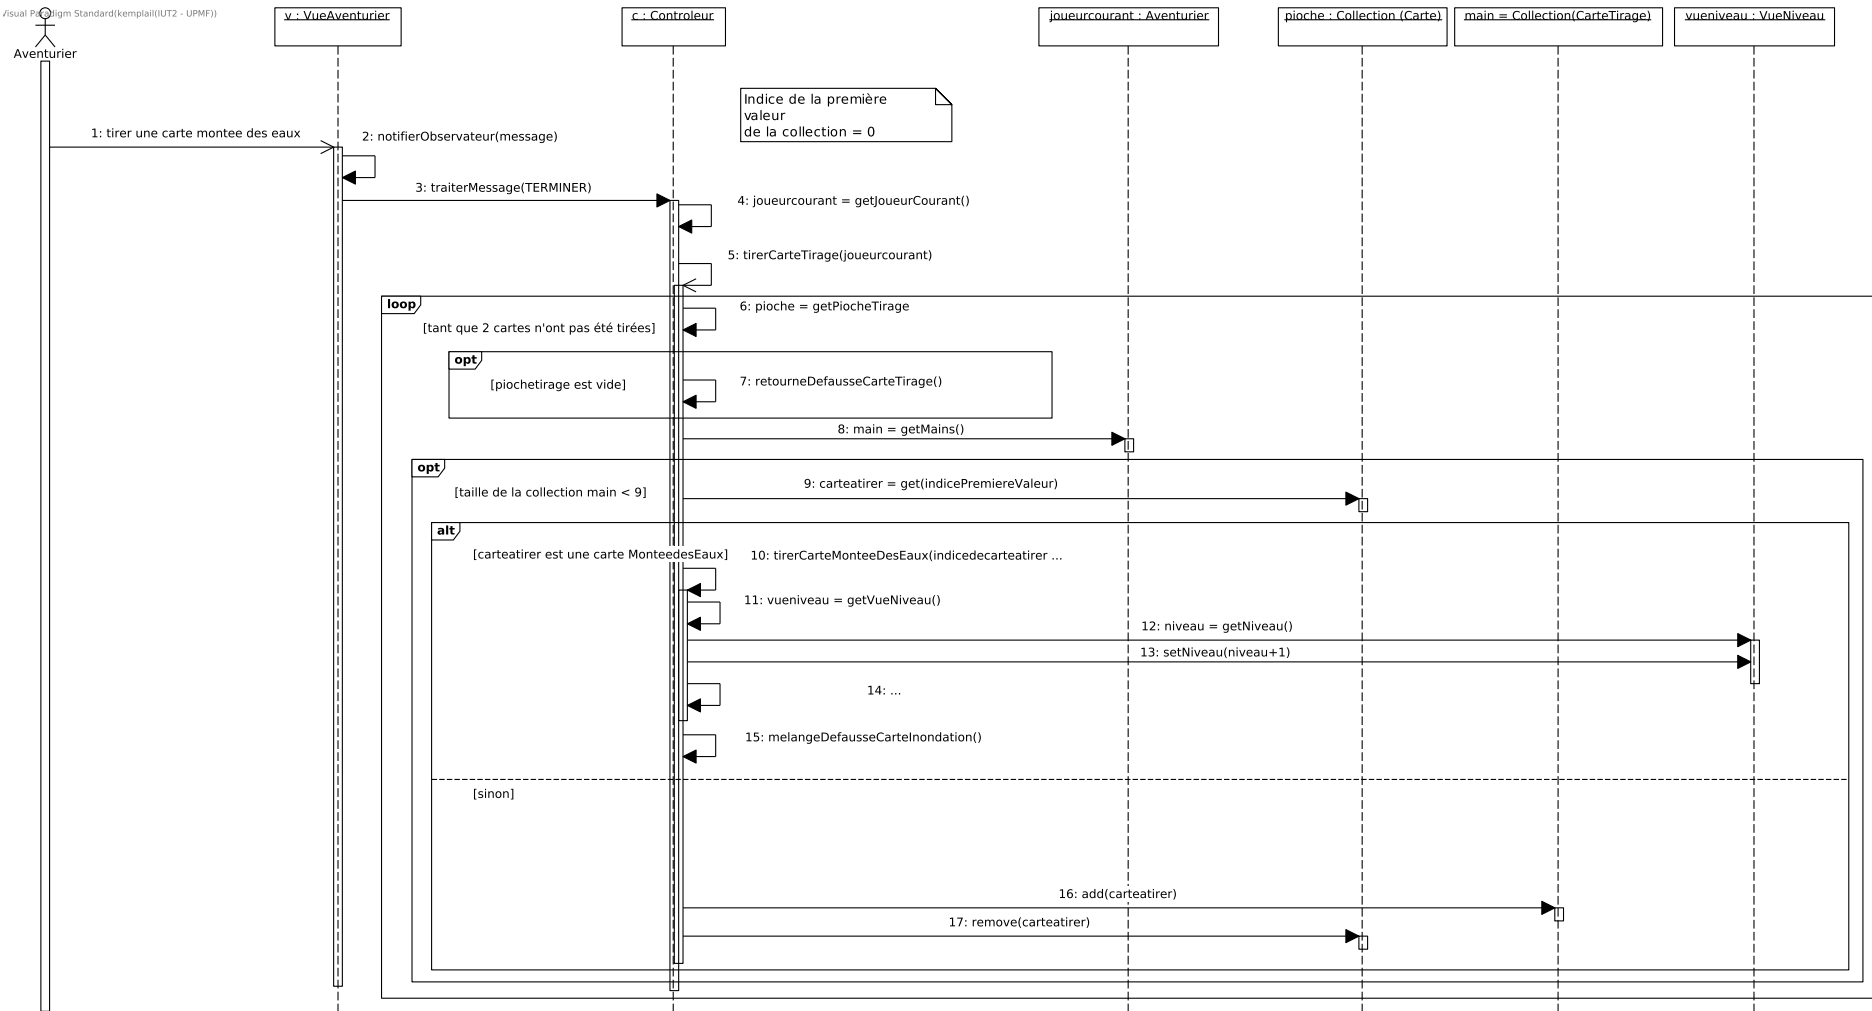 Visual Paradigm Standard(kemplail(IUT2 - UPMF))
Aventurier
v : VueAventurier
c : Controleur
joueurcourant : Aventurier
pioche : Collection (Carte)
main = Collection(CarteTirage)
vueniveau : VueNiveau
Indice de la première
valeur
de la collection = 0
1: tirer une carte montee des eaux
2: notifierObservateur(message)
3: traiterMessage(TERMINER)
4: joueurcourant = getJoueurCourant()
5: tirerCarteTirage(joueurcourant)
loop
6: pioche = getPiocheTirage
[tant que 2 cartes n'ont pas été tirées]
opt
7: retourneDefausseCarteTirage()
[piochetirage est vide]
8: main = getMains()
opt
9: carteatirer = get(indicePremiereValeur)
[taille de la collection main < 9]
alt
[carteatirer est une carte MonteedesEaux]
10: tirerCarteMonteeDesEaux(indicedecarteatirer ...
11: vueniveau = getVueNiveau()
12: niveau = getNiveau()
13: setNiveau(niveau+1)
14: ...
15: melangeDefausseCarteInondation()
[sinon]
16: add(carteatirer)
17: remove(carteatirer)